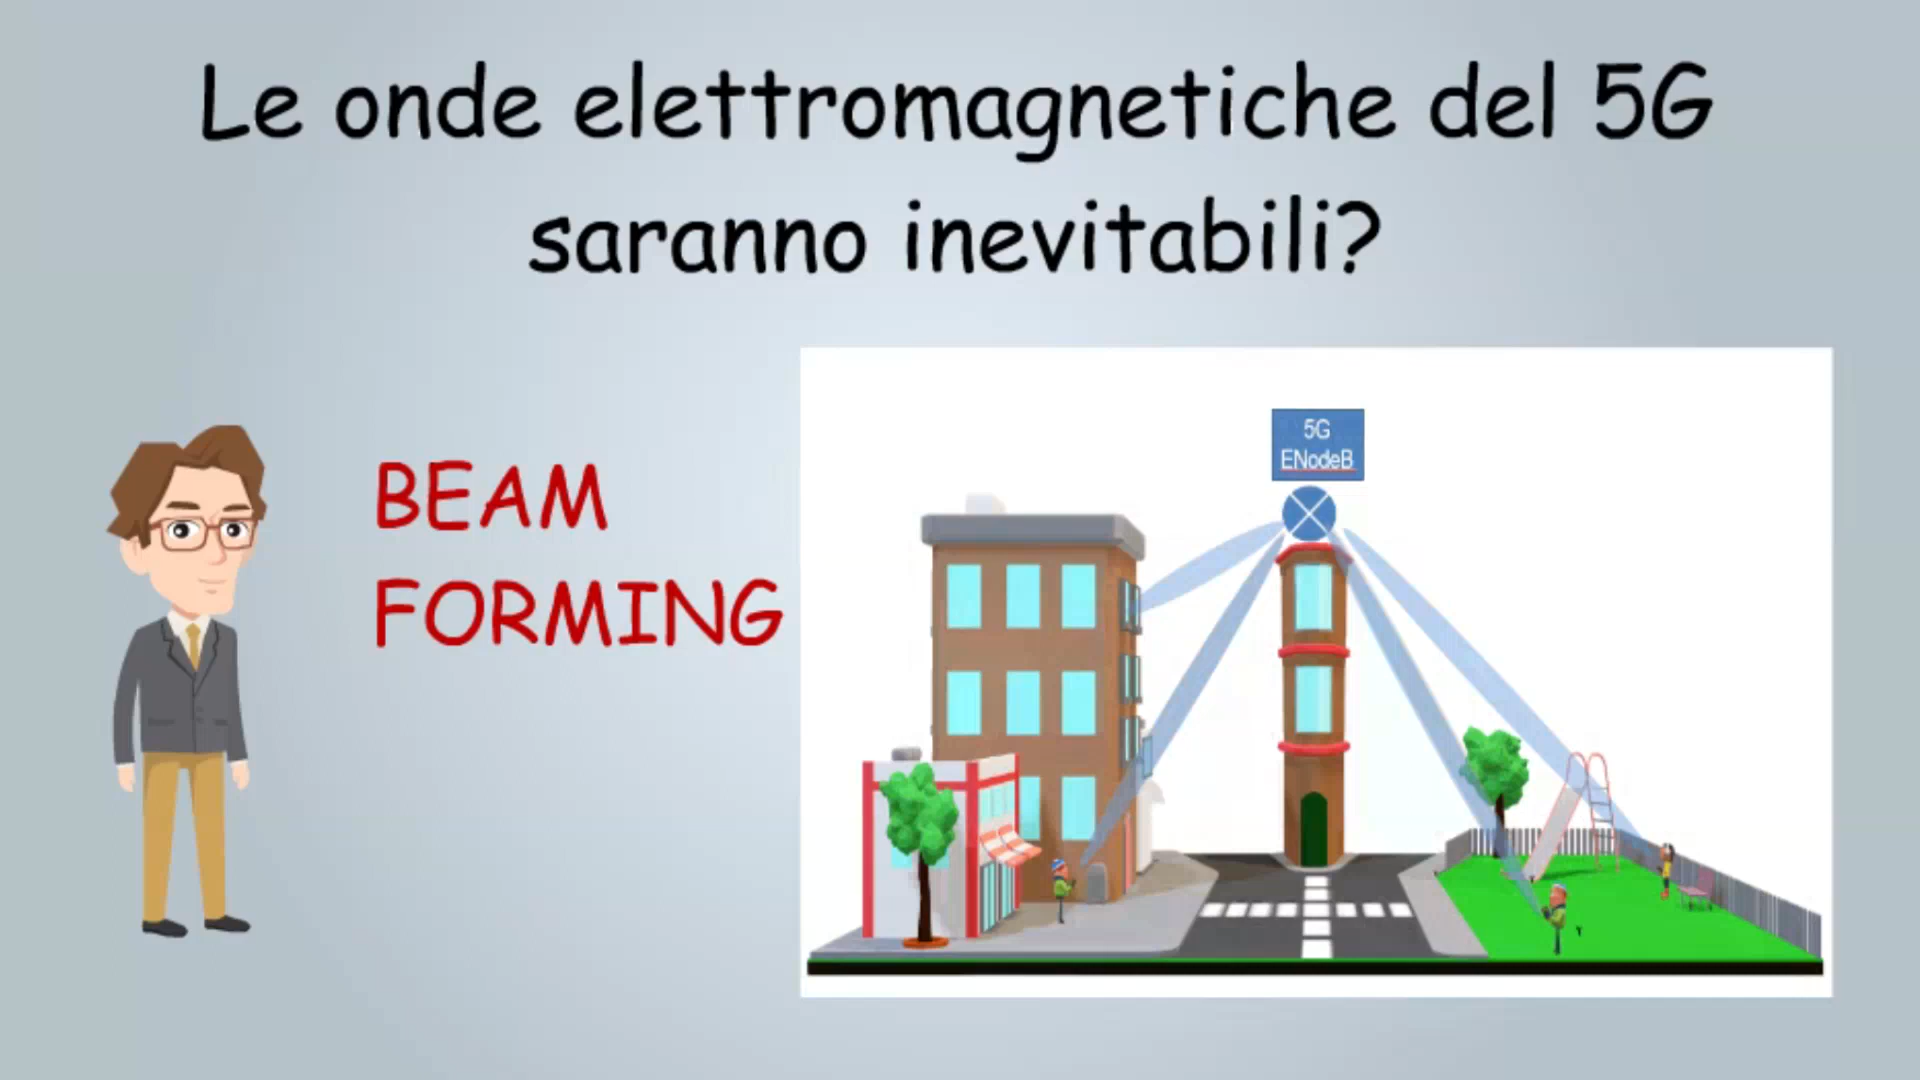 Le onde elettromagnetiche del 5G
saranno inevitabili?
BEAM
FORMING
5G
ENodeB